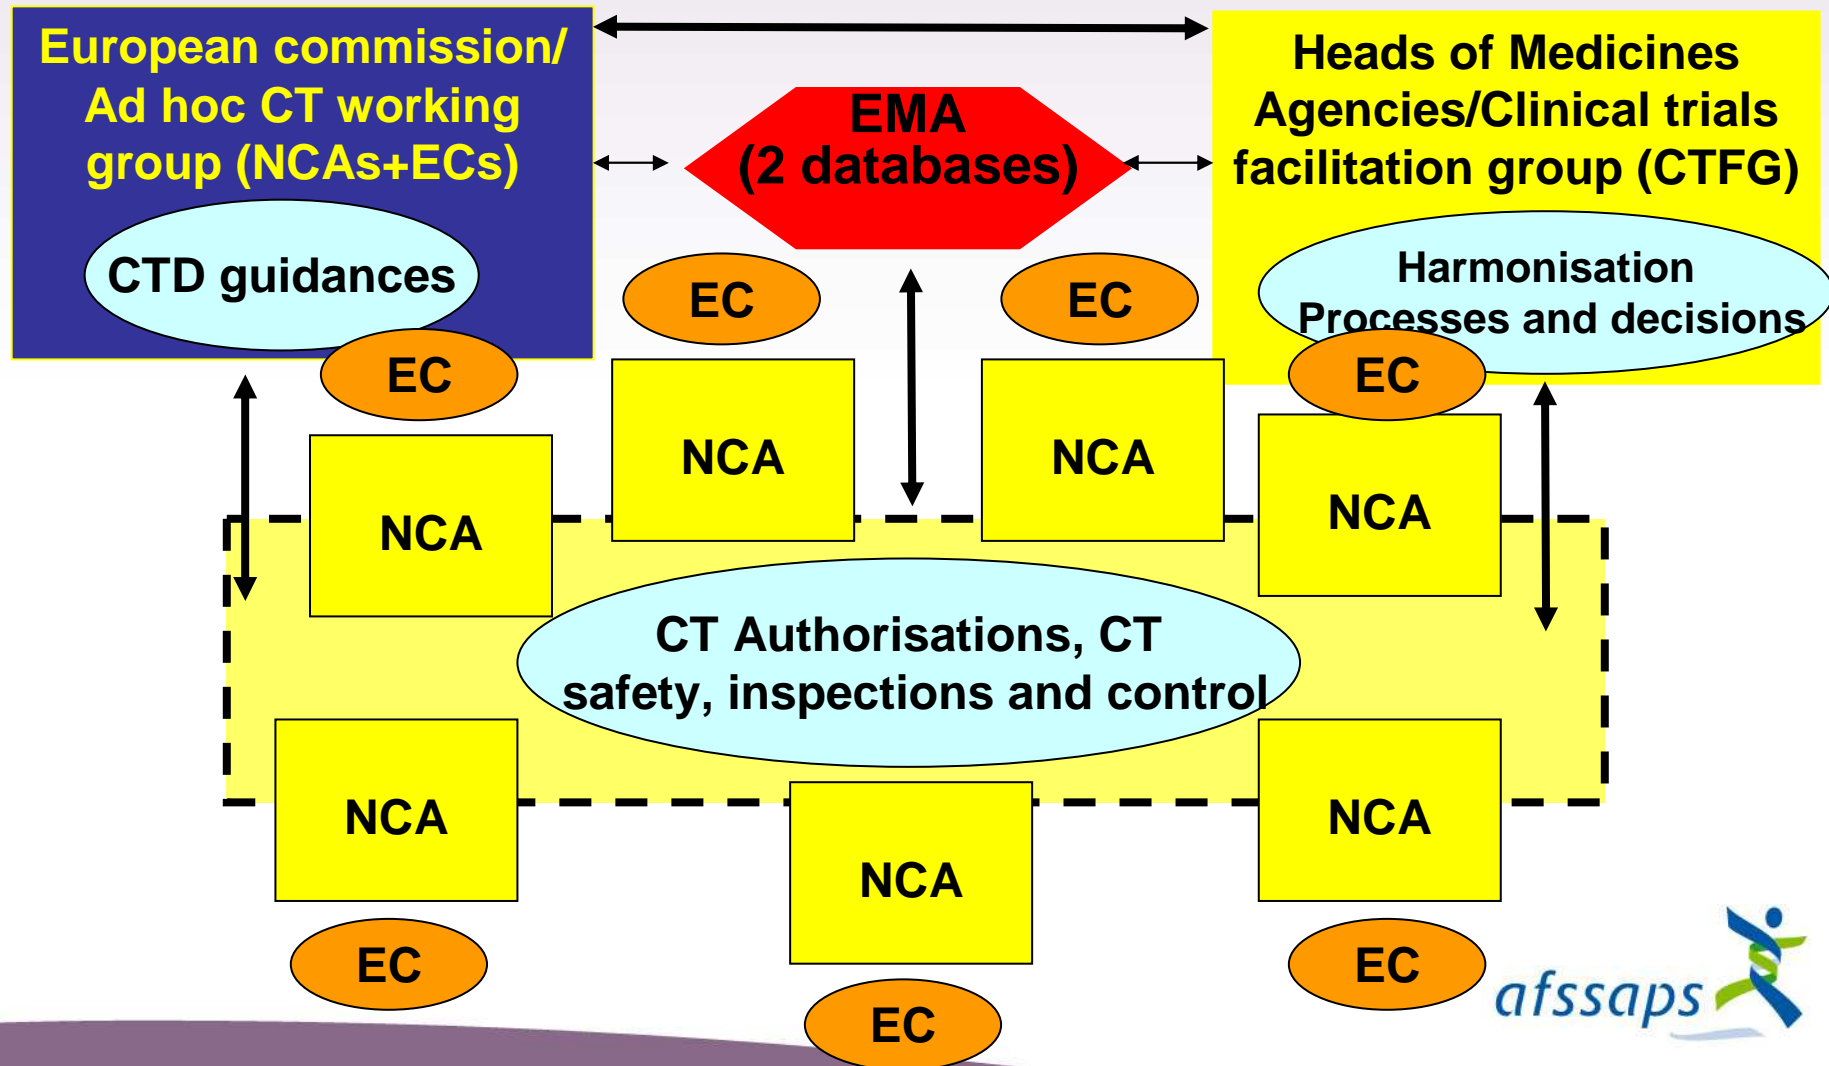 European commission/
Ad hoc CT working
group (NCAs+ECs)
CTD guidances
EMA
(2 databases)
Heads of Medicines
Agencies/Clinical trials
facilitation group (CTFG)
Harmonisation
Processes and decisions
EC
EC
EC
EC
NCA
NCA
NCA
NCA
CT Authorisations, CT
safety, inspections and control
NCA
NCA
NCA
EC
EC
EC
afssaps